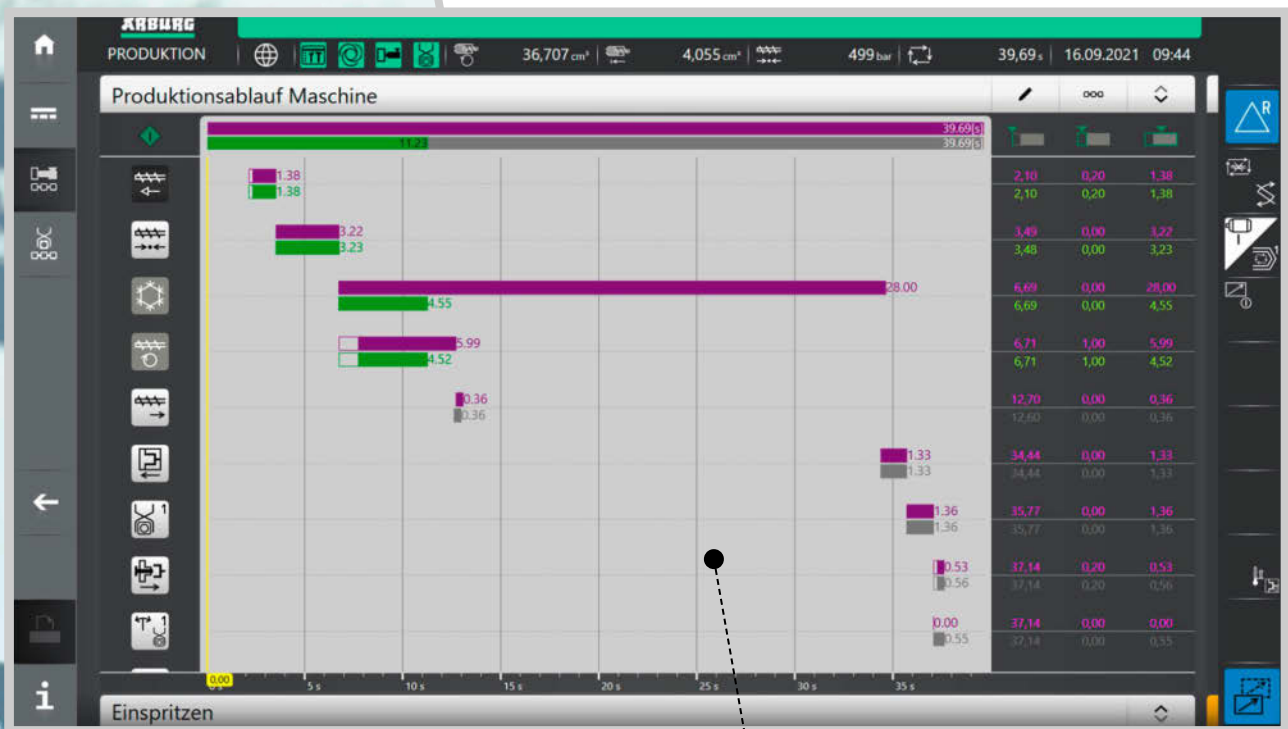 ARBURG
PRODUKTION 36,707 cm³ 4,055 cm³ 499 bar 39,69 s 16.09.2021 09:44
Produktionsablauf Maschine
R
39.69[s]
11.23 39.69[s]
1.38 2,10 0,20 1,38
1.38 2,10 0,20 1,38
3.22 3,49 0,00 3,22
3.23 3,48 0,00 3,23
28.00 6,69 0,00 28,00
4.55 6,69 0,00 4,55
5.99 6,71 1,00 5,99
4.52 6,71 1,00 4,52
0.36 12,70 0,00 0,36
0.36 12,60 0,00 0,36
1.33 34,44 0,00 1,33
1.33 34,44 0,00 1,33
1 1.36 35,77 0,00 1,36
1.36 35,77 0,00 1,36
0.53 37,14 0,20 0,53
0.56 37,14 0,20 0,56
1 0.00 37,14 0,00 0,00
0.55 37,14 0,00 0,55
0,00 5 s 10 s 15 s 20 s 25 s 30 s 35 s
Einspritzen